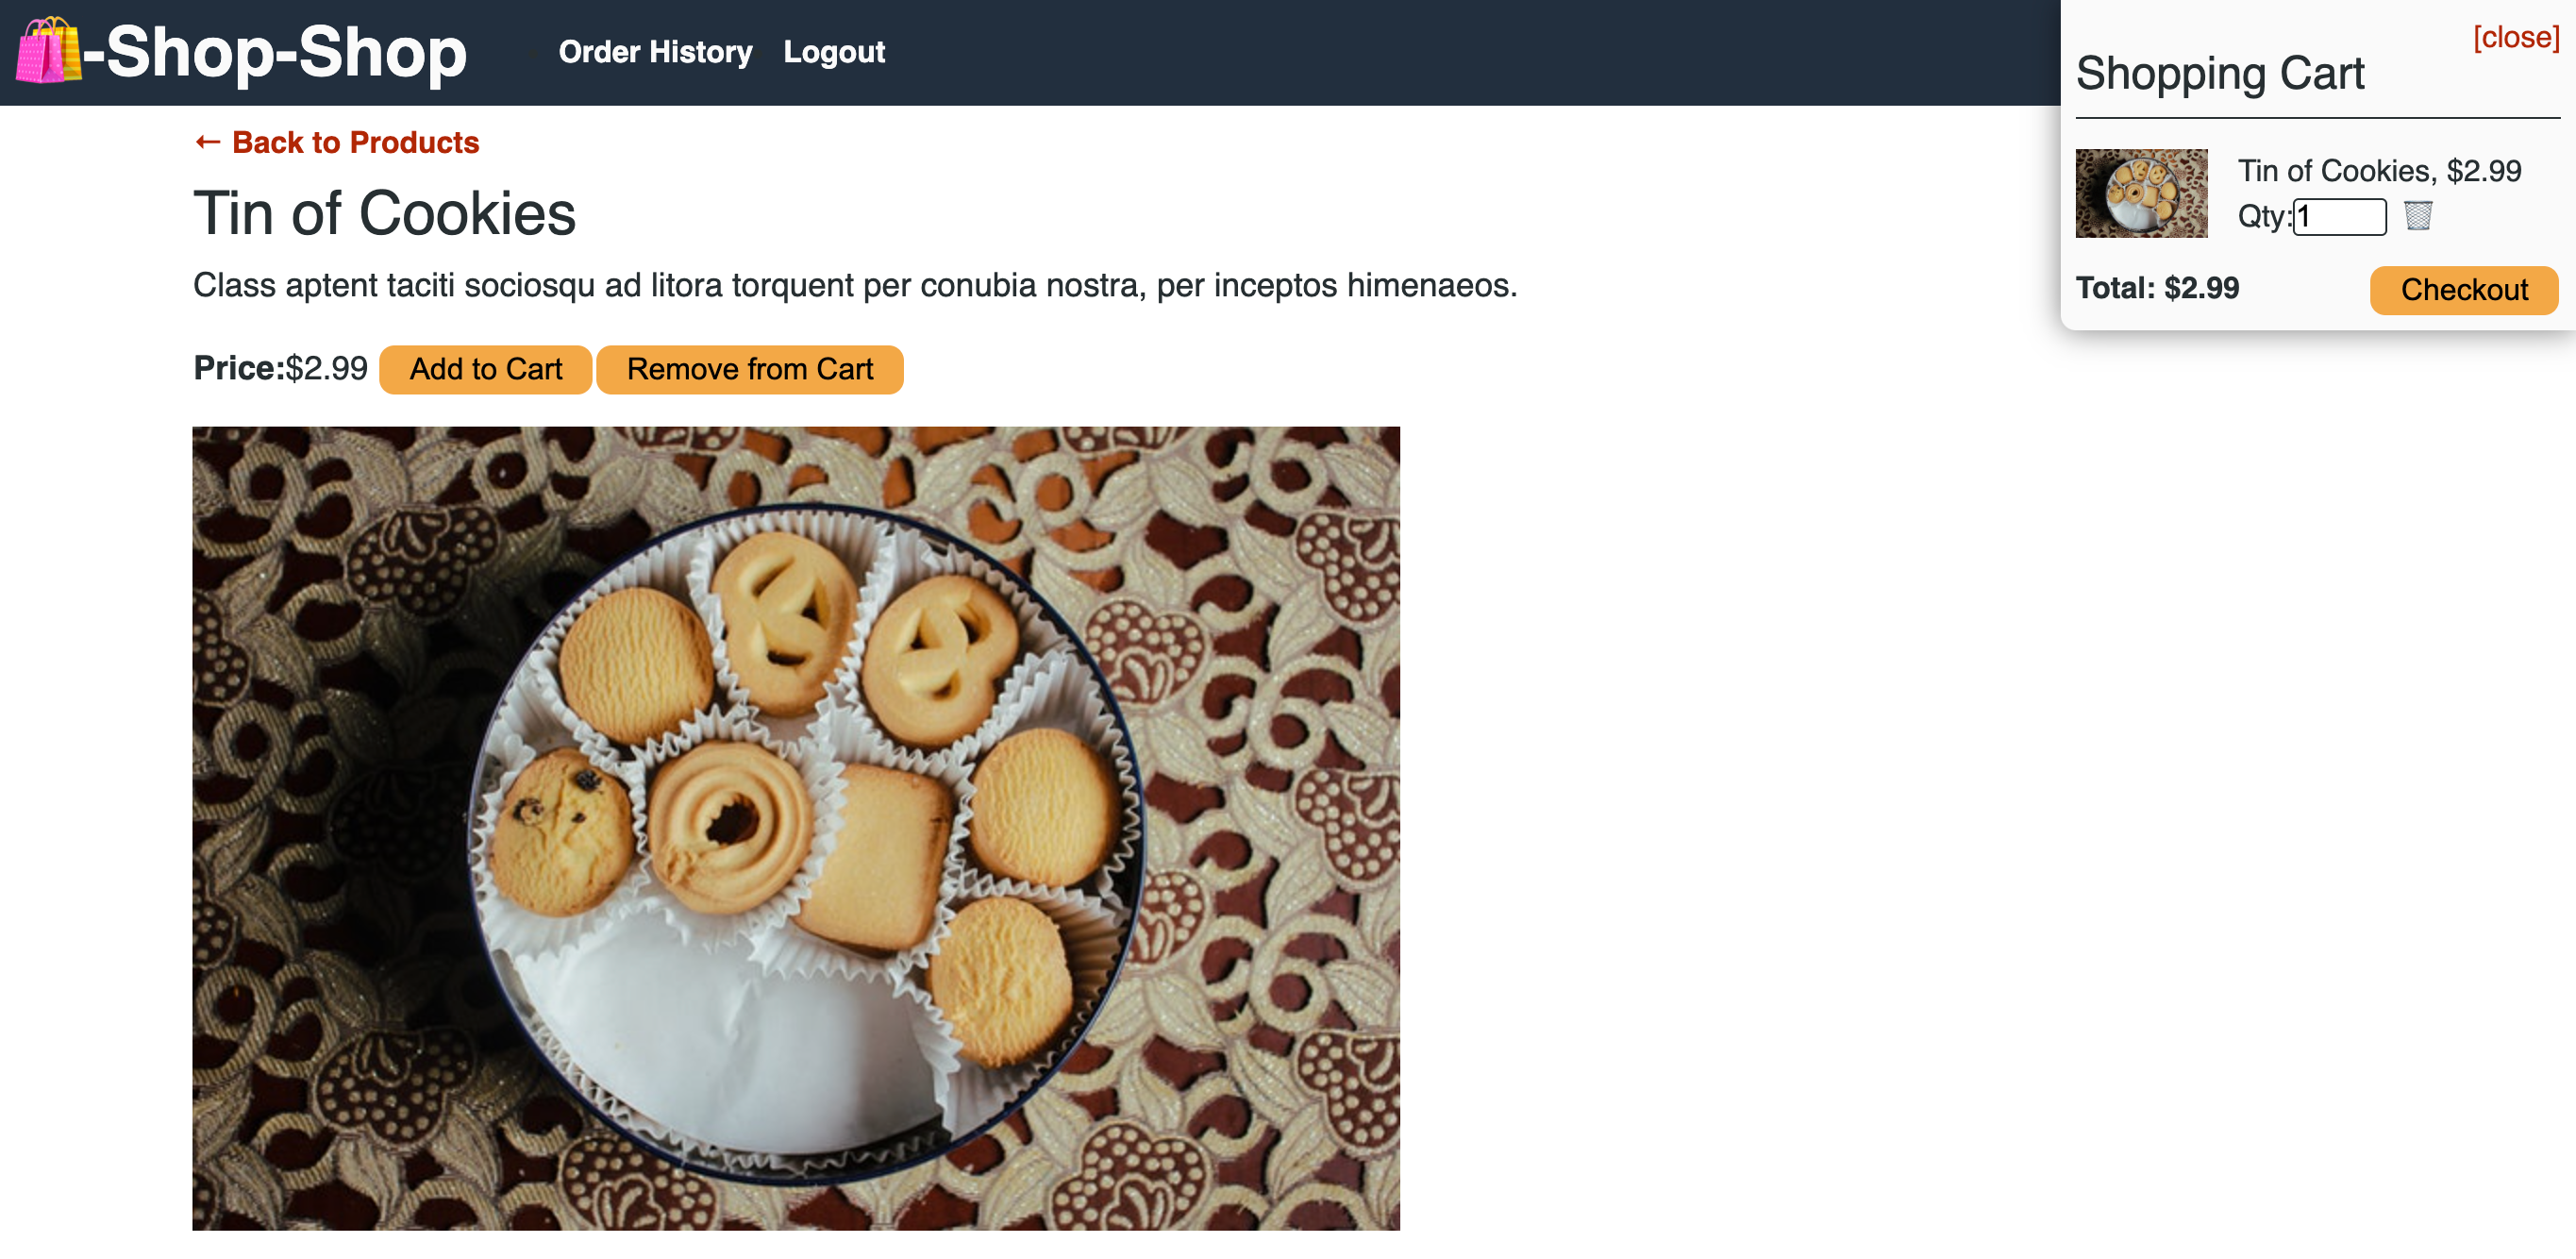 -Shop-Shop
Order History Logout
← Back to Products
Tin of Cookies
Class aptent taciti sociosqu ad litora torquent per conubia nostra, per inceptos himenaeos.
Price:$2.99 Add to Cart Remove from Cart
[close]
Shopping Cart
Tin of Cookies, $2.99
Qty:1
Total: $2.99 Checkout